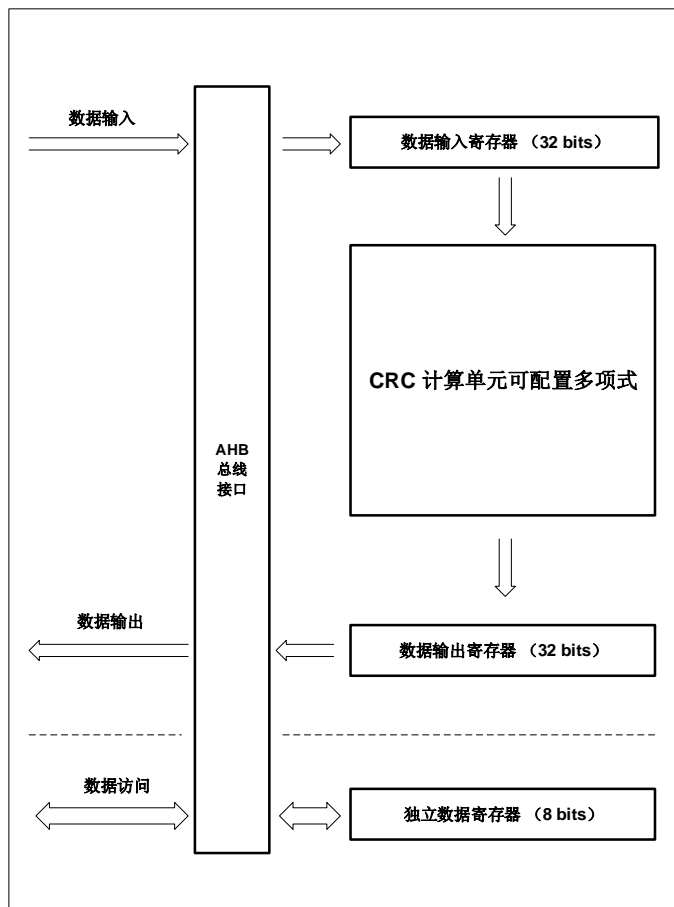 数据输入
数据输入寄存器 （32 bits）
CRC 计算单元可配置多项式
AHB
总线
接口
数据输出
数据输出寄存器 （32 bits）
数据访问
独立数据寄存器 （8 bits）